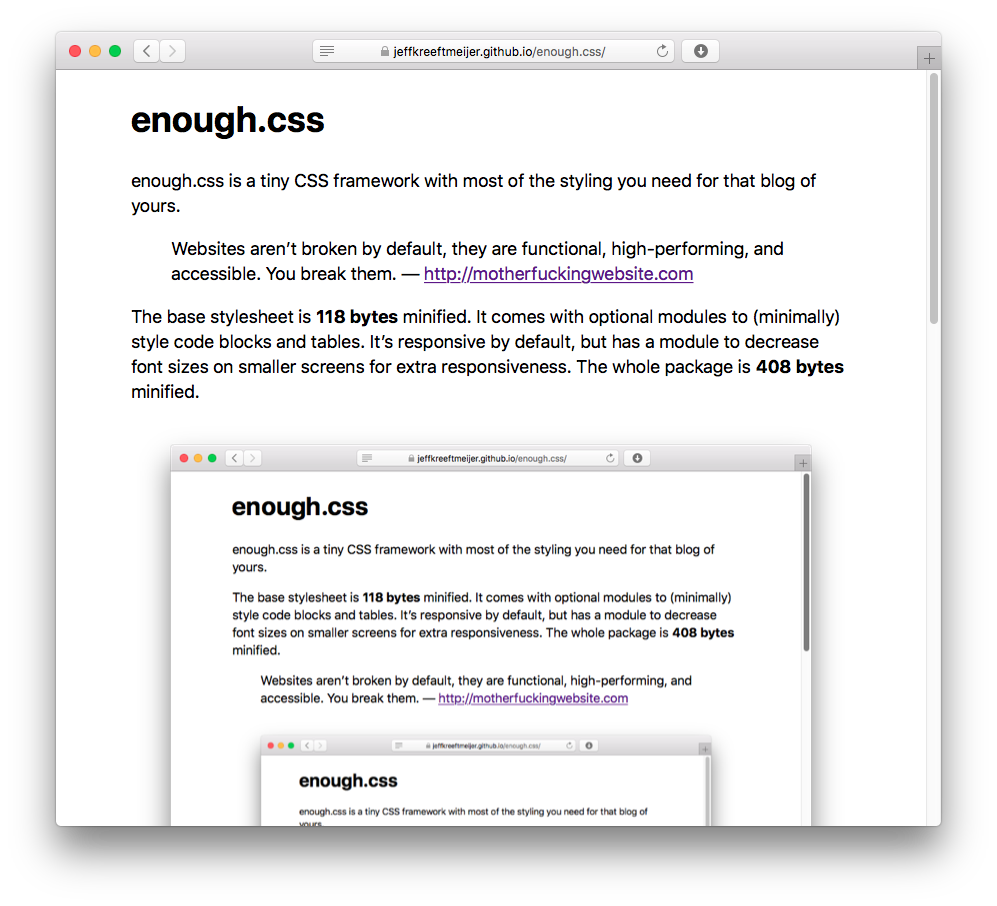 jeffkreeftmeijer.github.io/enough.css/
enough.css
enough.css is a tiny CSS framework with most of the styling you need for that blog of
yours.
Websites aren’t broken by default, they are functional, high-performing, and
accessible. You break them. — http://motherfuckingwebsite.com
The base stylesheet is 118 bytes minified. It comes with optional modules to (minimally)
style code blocks and tables. It’s responsive by default, but has a module to decrease
font sizes on smaller screens for extra responsiveness. The whole package is 408 bytes
minified.
jeffkreeftmeijer.github.io/enough.css/
enough.css
enough.css is a tiny CSS framework with most of the styling you need for that blog of
yours.
The base stylesheet is 118 bytes minified. It comes with optional modules to (minimally)
style code blocks and tables. It’s responsive by default, but has a module to decrease
font sizes on smaller screens for extra responsiveness. The whole package is 408 bytes
minified.
Websites aren’t broken by default, they are functional, high-performing, and
accessible. You break them. — http://motherfuckingwebsite.com
jeffkreeftmeijer.github.io/enough.css/
enough.css
enough.css is a tiny CSS framework with most of the styling you need for that blog of
yours.